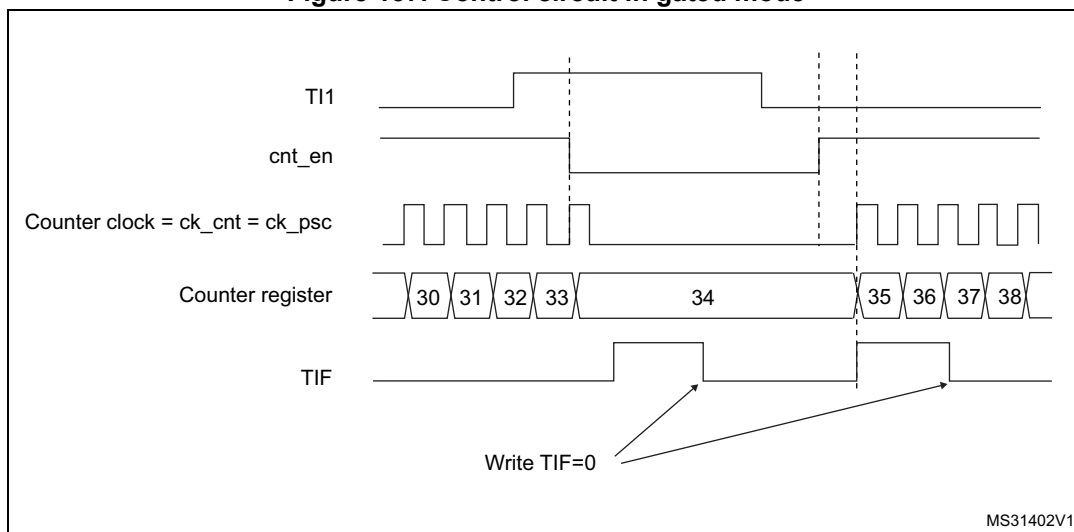 Figure Control circuit in gated mode
TI1
cnt_en
Counter clock = ck_cnt = ck_psc
Counter register 30 31 32 33 34 35 36 37 38
TIF
Write TIF=0
MS31402V1